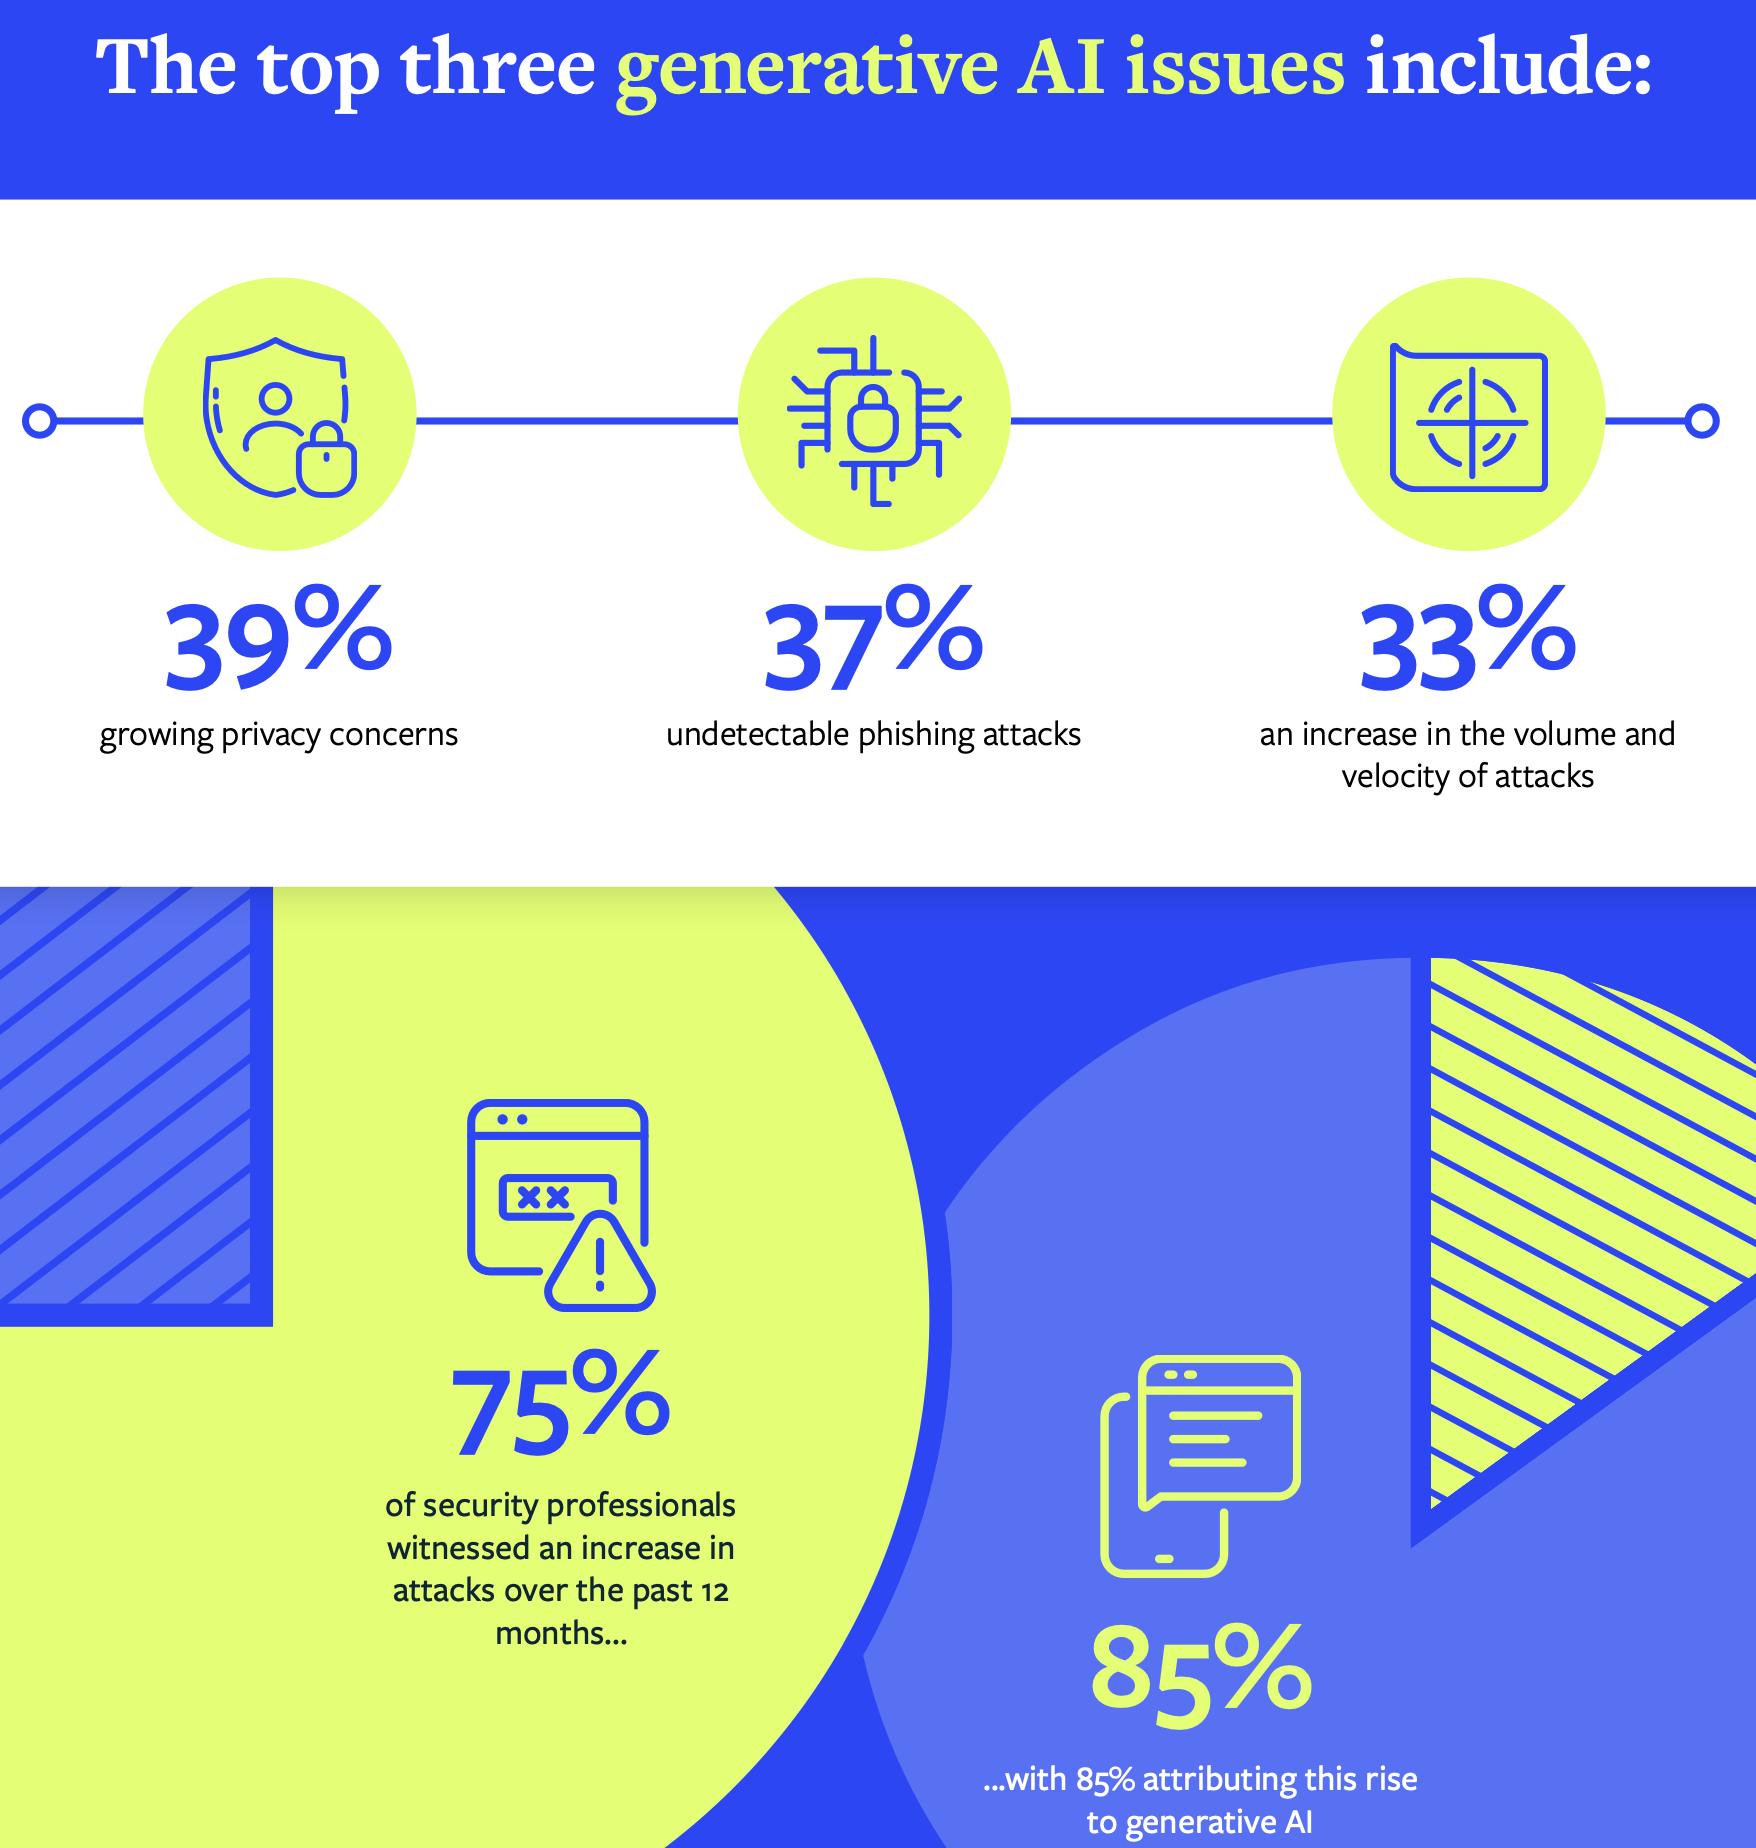 The top three generative AI issues include:
39%
growing privacy concerns
37%
undetectable phishing attacks
33%
an increase in the volume and
velocity of attacks
75%
of security professionals
witnessed an increase in
attacks over the past 12
months...
85%
...with 85% attributing this rise
to generative AI